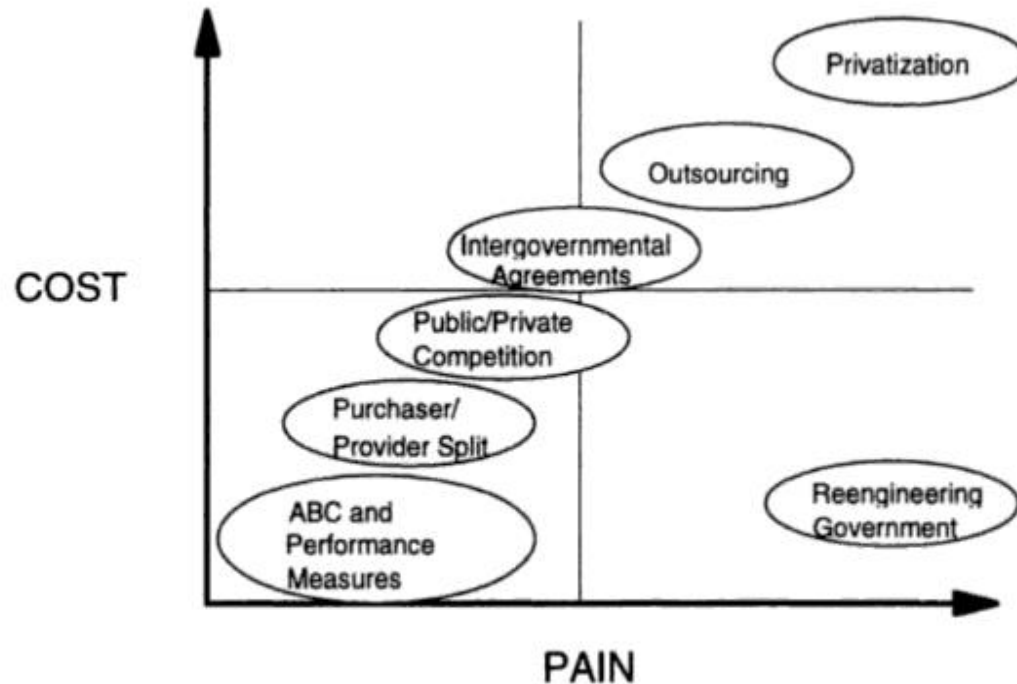 Privatization
Outsourcing
Intergovernmental
Agreements
COST
Public/Private
Competition
Purchaser/
Provider Split
ABC and
Performance
Measures
Reengineering
Government
PAIN